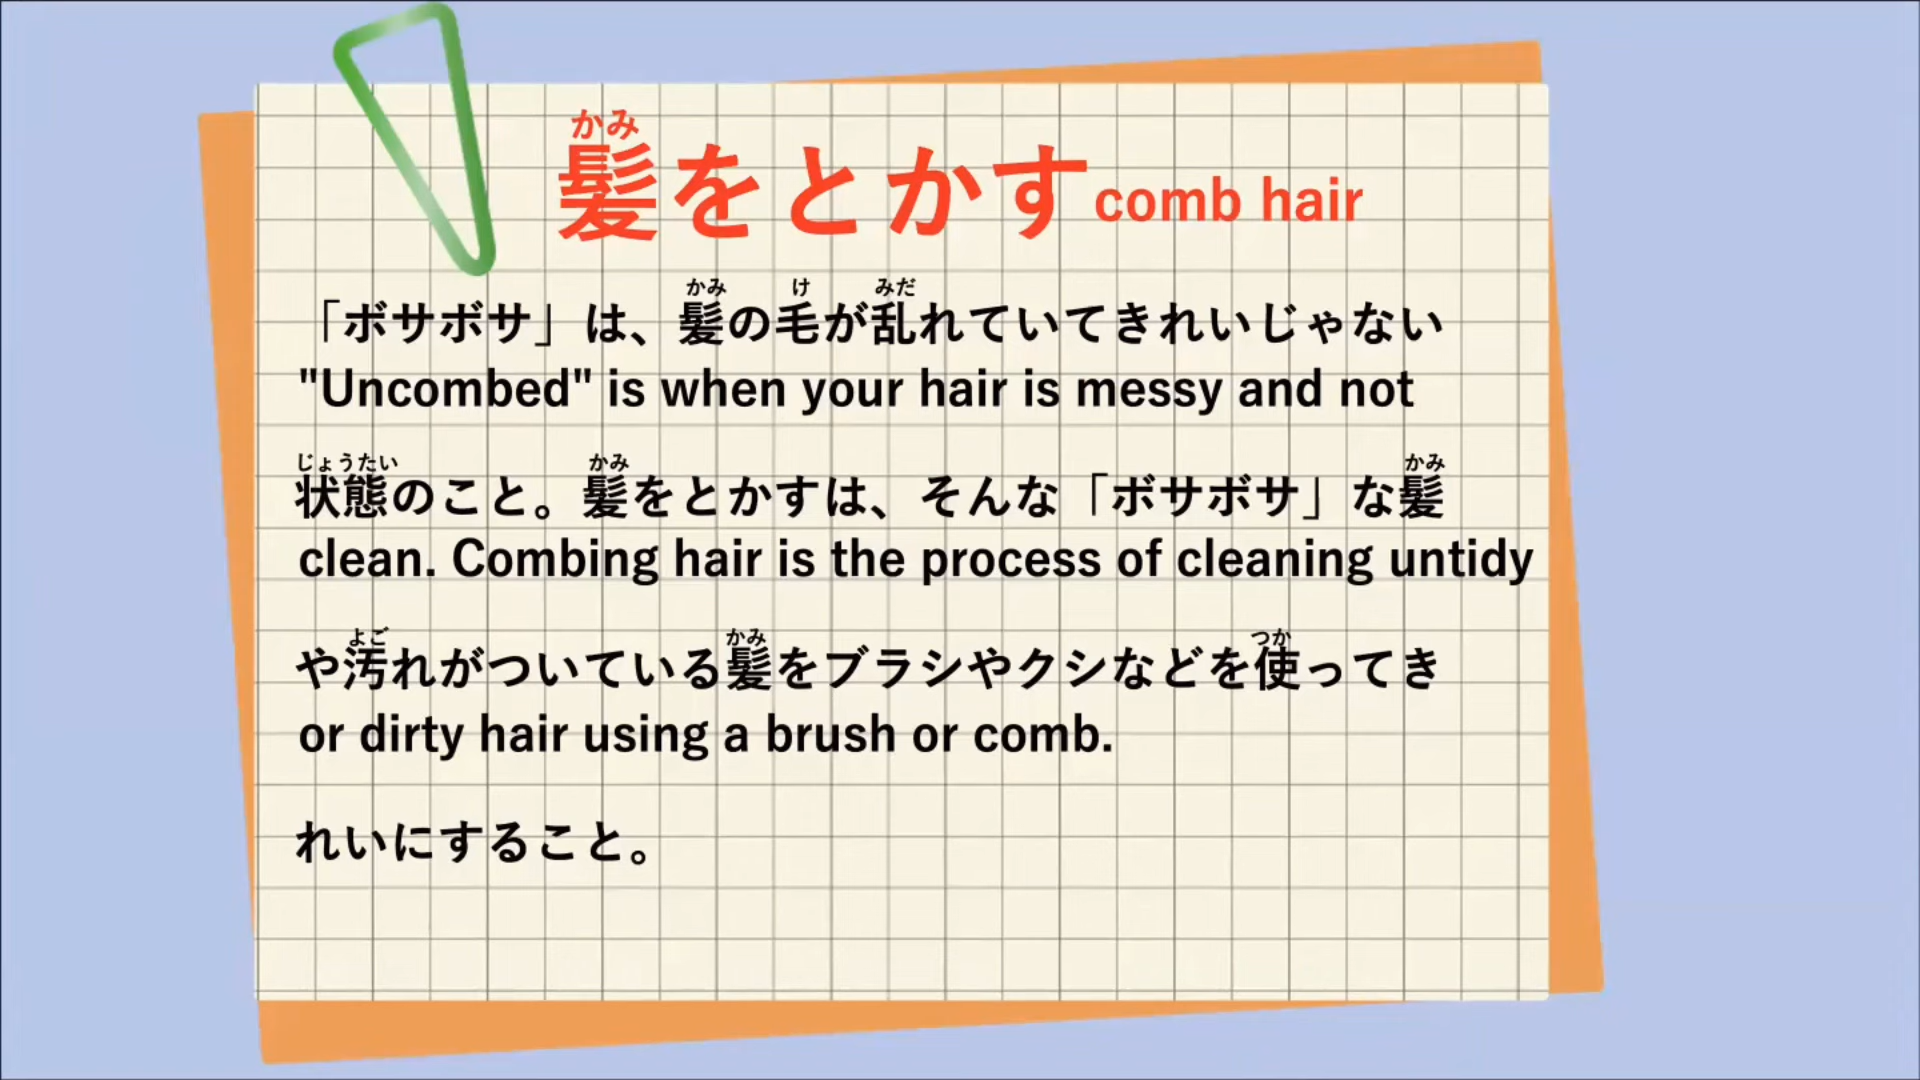 かみ
髪をとかす comb hair
かみ け みだ
「ボサボサ」は、髪の毛が乱れていてきれいじゃない
"Uncombed" is when your hair is messy and not
じょうたい かみ かみ
状態のこと。髪をとかすは、そんな「ボサボサ」な髪
clean. Combing hair is the process of cleaning untidy
よご かみ つか
や汚れがついている髪をブラシやクシなどを使ってき
or dirty hair using a brush or comb.
れいにすること。